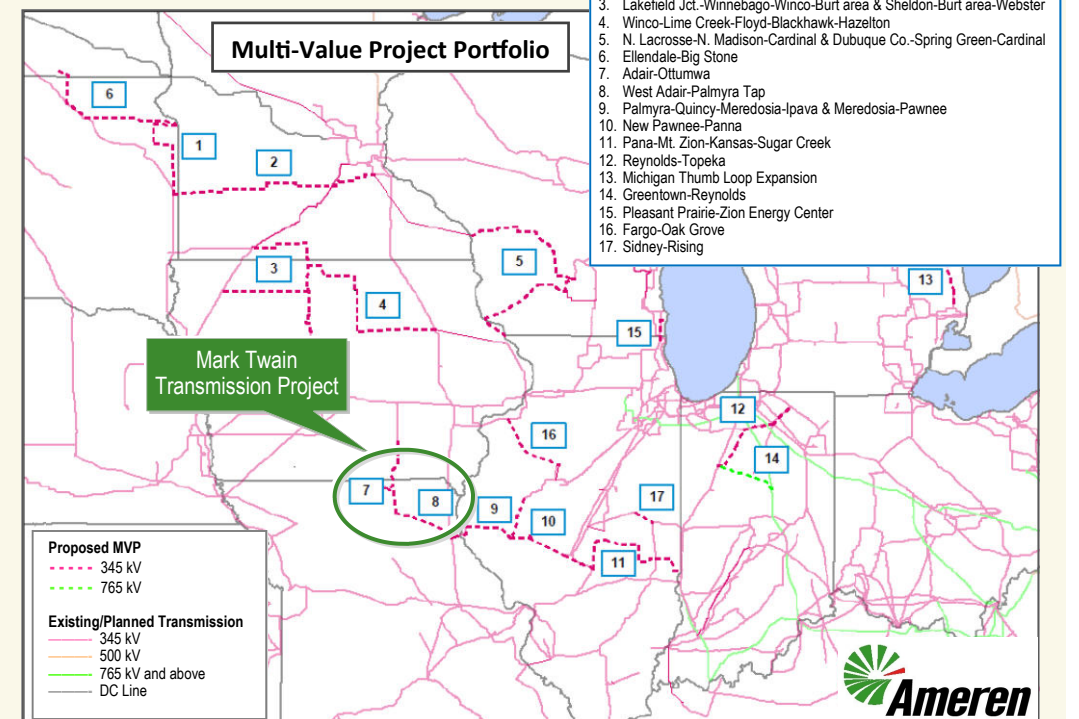 Multi-Value Project Portfolio
3. Lakefield Jct.-Winnebago-Winco-Burt area & Sheldon-Burt area-Webster
4. Winco-Lime Creek-Floyd-Blackhawk-Hazelton
5. N. Lacrosse-N. Madison-Cardinal & Dubuque Co.-Spring Green-Cardinal
6. Ellendale-Big Stone
7. Adair-Ottumwa
8. West Adair-Palmyra Tap
9. Palmyra-Quincy-Meredosia-Ipava & Meredosia-Pawnee
10. New Pawnee-Panna
11. Pana-Mt. Zion-Kansas-Sugar Creek
12. Reynolds-Topeka
13. Michigan Thumb Loop Expansion
14. Greentown-Reynolds
15. Pleasant Prairie-Zion Energy Center
16. Fargo-Oak Grove
17. Sidney-Rising
6
1
2
3
4
5
13
15
Mark Twain
Transmission Project
12
16
14
7
8
9
10
17
11
Proposed MVP
345 kV
765 kV
Existing/Planned Transmission
345 kV
500 kV
765 kV and above
DC Line
Ameren